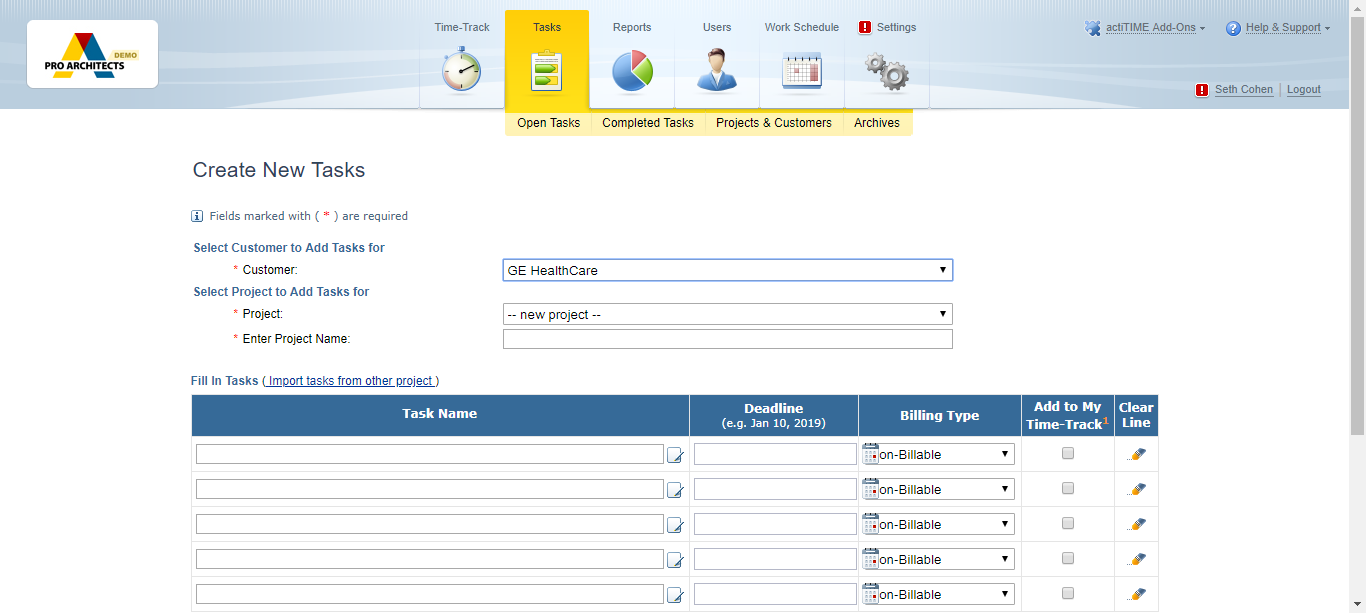 Time-Track Tasks Reports Users Work Schedule Settings actiTIME Add-Ons Help & Support
DEMO
PRO ARCHITECTS
Seth Cohen Logout
Open Tasks Completed Tasks Projects & Customers Archives
Create New Tasks
Fields marked with ( * ) are required
Select Customer to Add Tasks for
* Customer: GE HealthCare
Select Project to Add Tasks for
* Project: -- new project --
* Enter Project Name:
Fill In Tasks ( Import tasks from other project )
Task Name Deadline (e.g. Jan 10, 2019) Billing Type Add to My Time-Track1 Clear Line
on-Billable
on-Billable
on-Billable
on-Billable
on-Billable